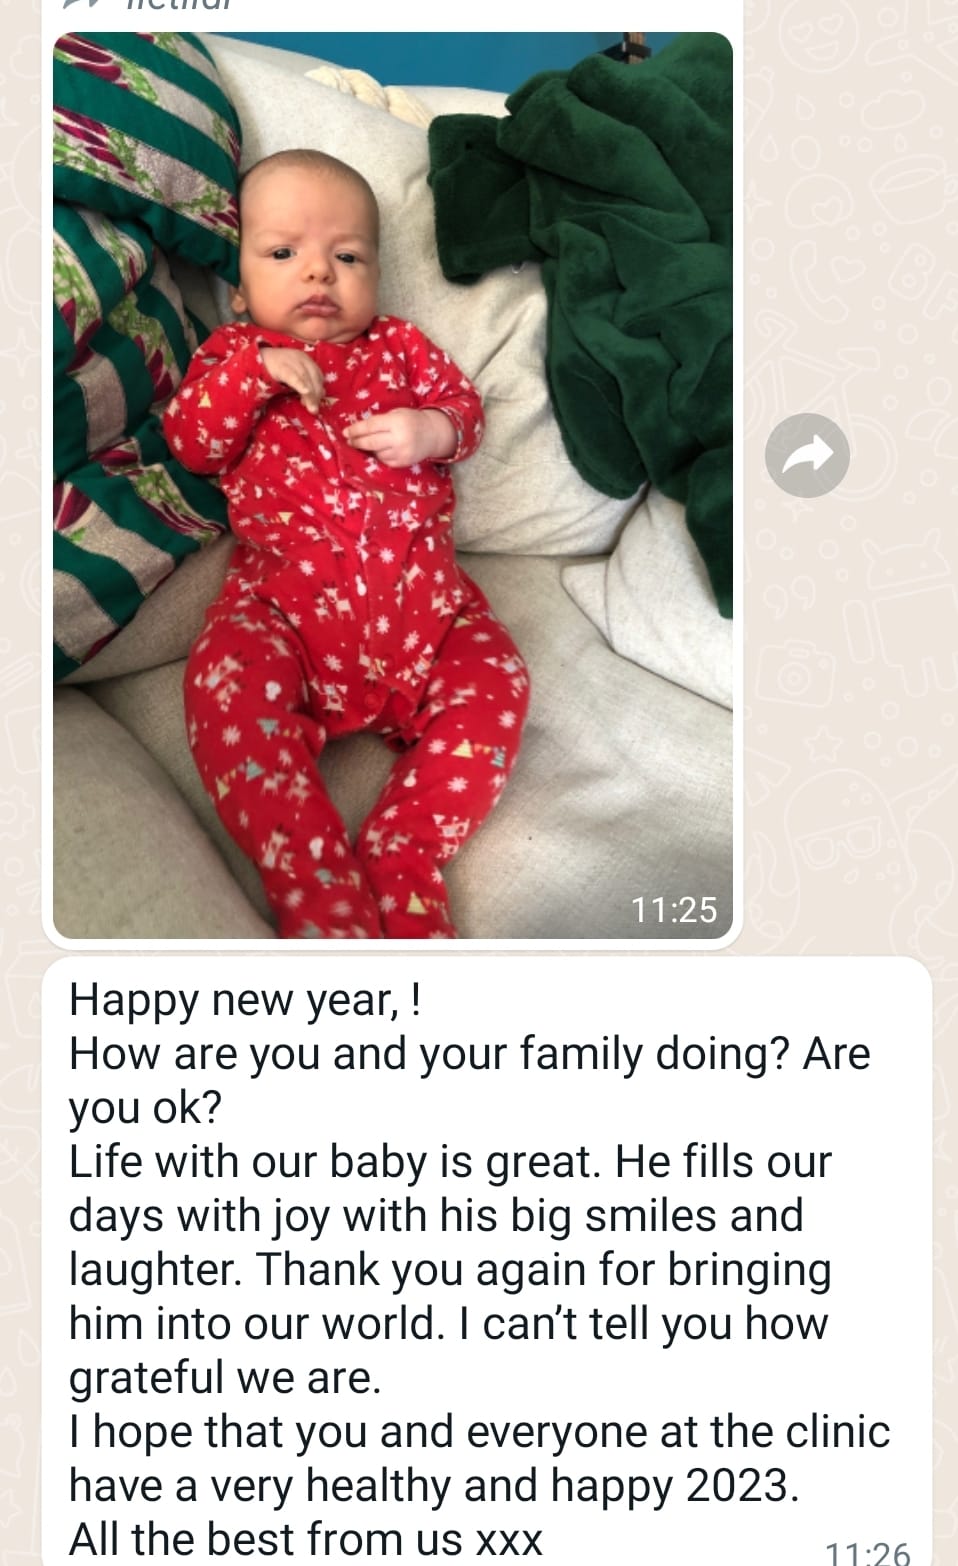 11:25
Happy new year, !
How are you and your family doing? Are
you ok?
Life with our baby is great. He fills our
days with joy with his big smiles and
laughter. Thank you again for bringing
him into our world. I can’t tell you how
grateful we are.
I hope that you and everyone at the clinic
have a very healthy and happy 2023.
All the best from us xxx
11:26